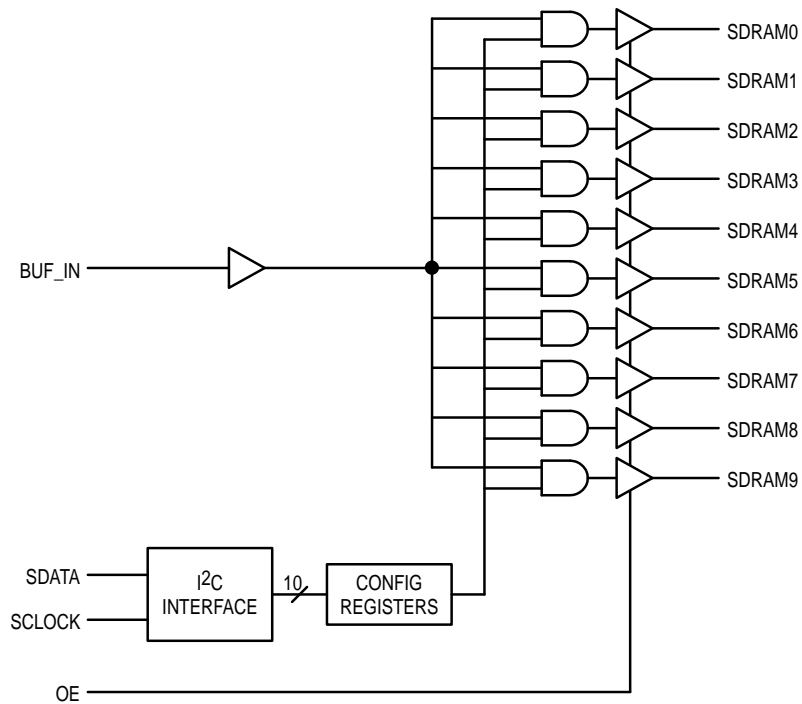 SDRAM0
SDRAM1
SDRAM2
SDRAM3
SDRAM4
BUF_IN
SDRAM5
SDRAM6
SDRAM7
SDRAM8
SDRAM9
SDATA
SCLOCK
I²C
INTERFACE
10
CONFIG
REGISTERS
OE